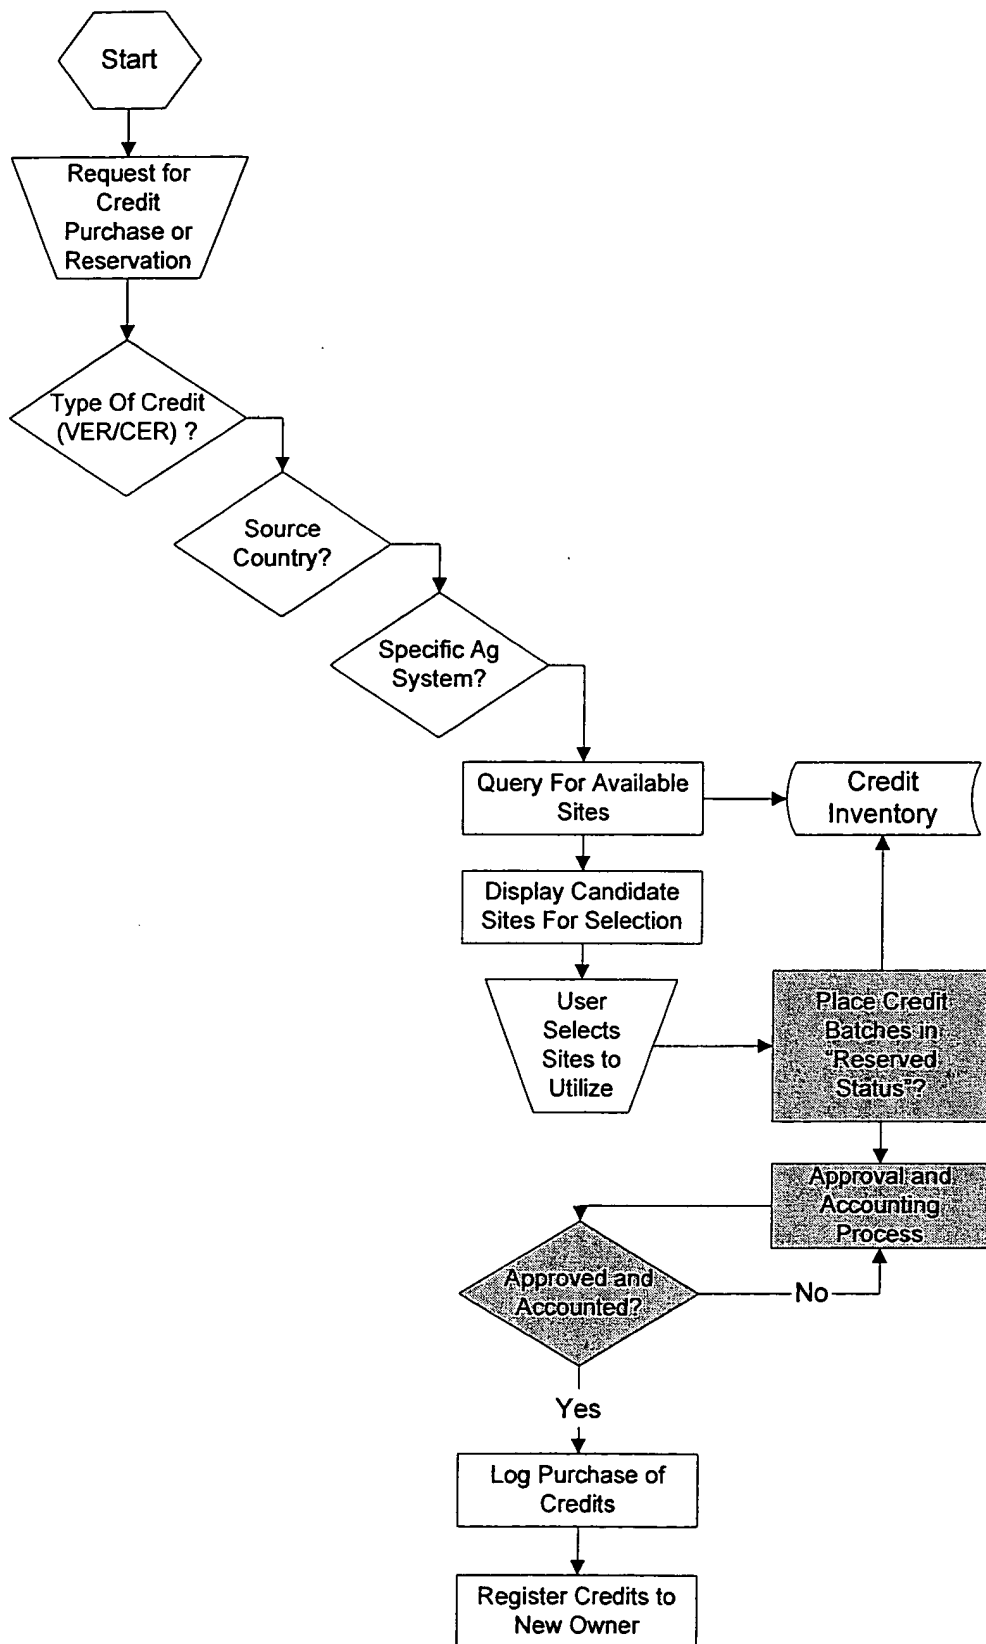 Start
Request for
Credit
Purchase or
Reservation
Type Of Credit
(VER/CER) ?
Source
Country?
Specific Ag
System?
Query For Available
Sites
Credit
Inventory
Display Candidate
Sites For Selection
User
Selects
Sites to
Utilize
Place Credit
Batches in
"Reserved
Status"?
Approval and
Accounting
Process
Approved and
Accounted?
No
Yes
Log Purchase of
Credits
Register Credits to
New Owner